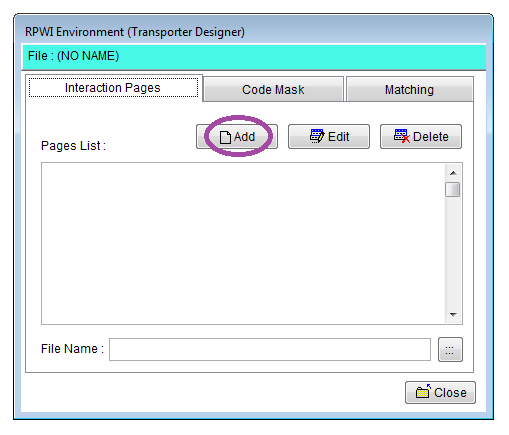 RPWI Environment (Transporter Designer)
File : (NO NAME)
Interaction Pages Code Mask Matching
Pages List : Add Edit Delete
File Name : :::
Close